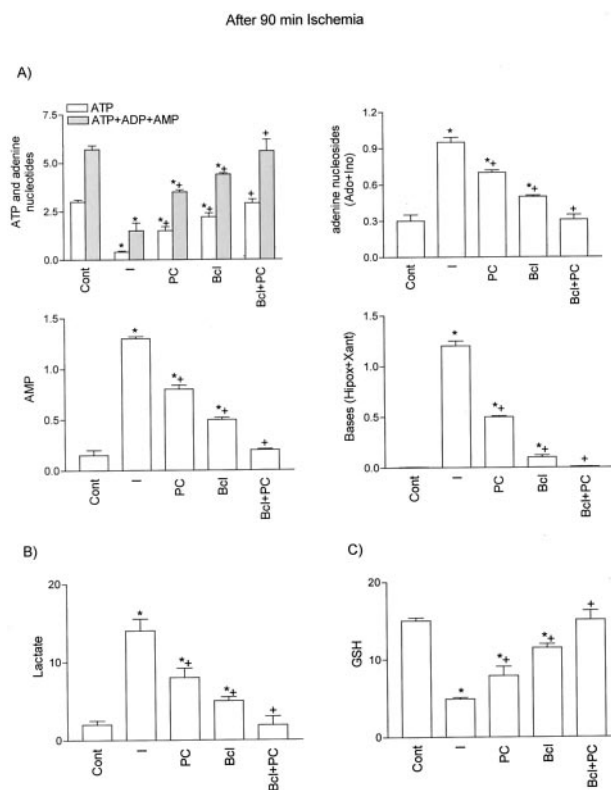 After 90 min Ischemia
A)
ATP
ATP+ADP+AMP
7.5
5.0
2.5
0.0
ATP and adenine
nucleotides
* * *+ *+ *+ *+ + +
Cont I PC Bcl Bcl+PC
1.2
0.9
0.6
0.3
0.0
adenine nucleosides
(Ado+Ino)
* *+ *+ +
Cont I PC Bcl Bcl+PC
1.5
1.0
0.5
0.0
AMP
* *+ *+ +
Cont I PC Bcl Bcl+PC
1.5
1.0
0.5
0.0
Bases (Hipox+Xant)
* *+ *+ +
Cont I PC Bcl Bcl+PC
B)
20
10
0
Lactate
* *+ *+ +
Cont I PC Bcl Bcl+PC
C)
20
10
0
GSH
* *+ *+ +
Cont I PC Bcl Bcl+PC